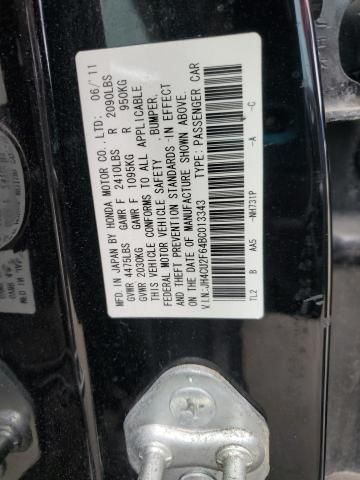 MFD. IN JAPAN BY HONDA MOTOR CO., LTD: 06/'11
GVWR 4475LBS GAWR F 2410LBS R 2090LBS
GVWR 2030KG GAWR F 1095KG R 950KG
THIS VEHICLE CONFORMS TO ALL APPLICABLE
FEDERAL MOTOR VEHICLE SAFETY BUMPER,
AND THEFT PREVENTION STANDARDS IN EFFECT
ON THE DATE OF MANUFACTURE SHOWN ABOVE.
V.I.N:JH4CU2F64BC013343 TYPE:PASSENGER CAR
TL2 B AA5 -NH731P -A -C